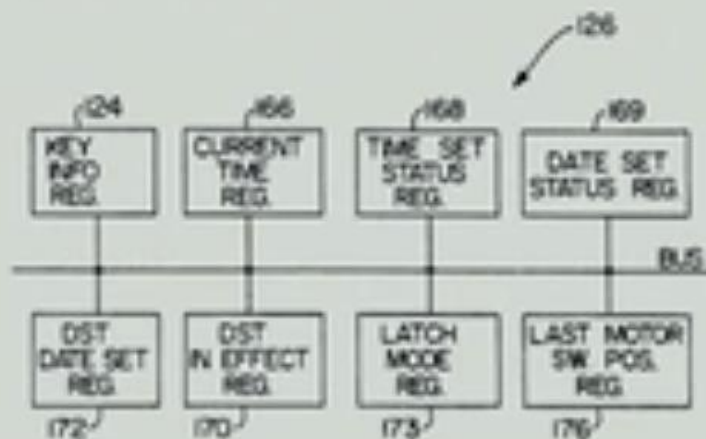 126
124
166
168
169
KEY
INFO
REG.
CURRENT
TIME
REG.
TIME SET
STATUS
REG.
DATE SET
STATUS REG.
BUS
DST
DATE SET
REG.
DST
IN EFFECT
REG.
LATCH
MODE
REG.
LAST MOTOR
SW. POS.
REG.
172
170
173
176